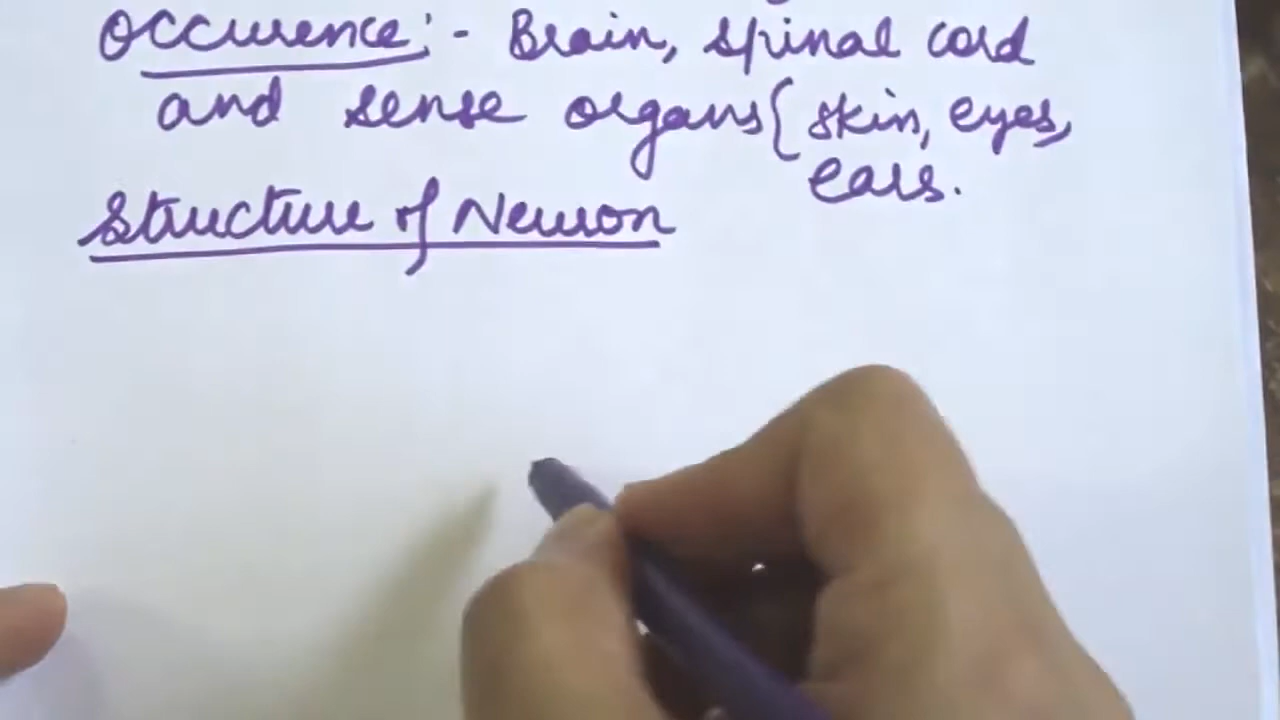 Occurence:- Brain, spinal cord
and sense organs{ skin, eyes,
ears.
Structure of Neuron